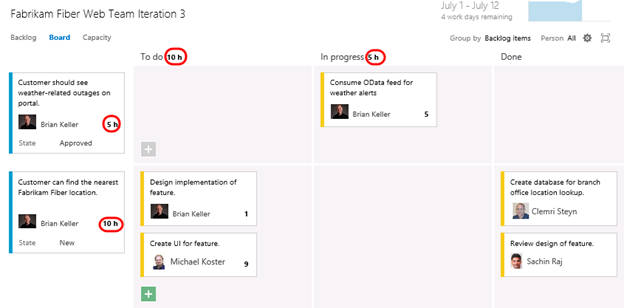 Fabrikam Fiber Web Team Iteration 3
July 1 - July 12
4 work days remaining
Backlog Board Capacity
Group by Backlog items Person All
To do 10 h
In progress 5 h
Done
Customer should see
weather-related outages on
portal.
Brian Keller 5 h
State Approved
Consume OData feed for
weather alerts
Brian Keller 5
Customer can find the nearest
Fabrikam Fiber location.
Brian Keller 10 h
State New
Design implementation of
feature.
Brian Keller 1
Create UI for feature.
Michael Koster 9
Create database for branch
office location lookup.
Clemri Steyn
Review design of feature.
Sachin Raj